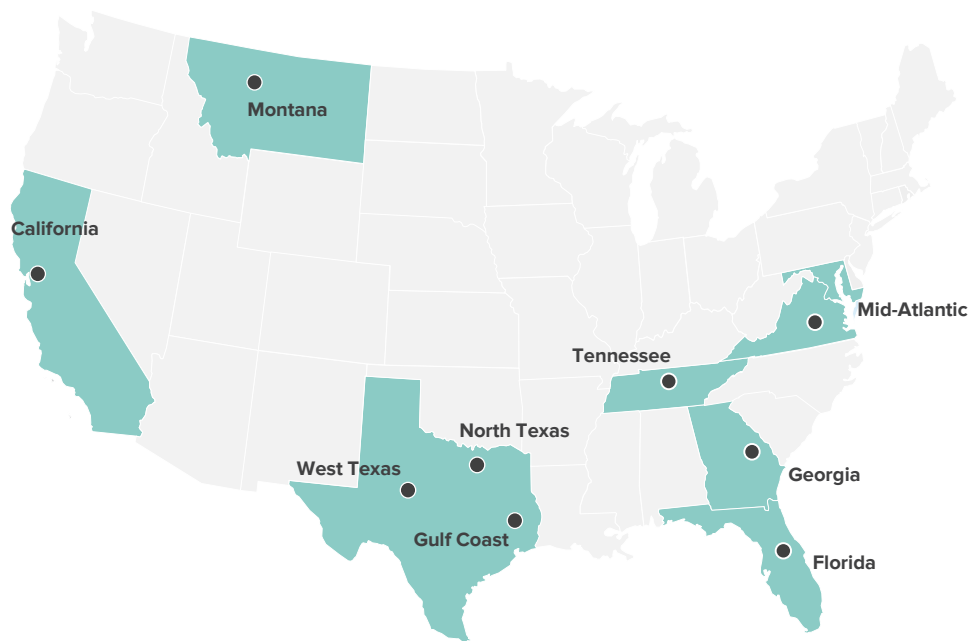 Montana
California
Mid-Atlantic
Tennessee
North Texas
West Texas
Georgia
Gulf Coast
Florida